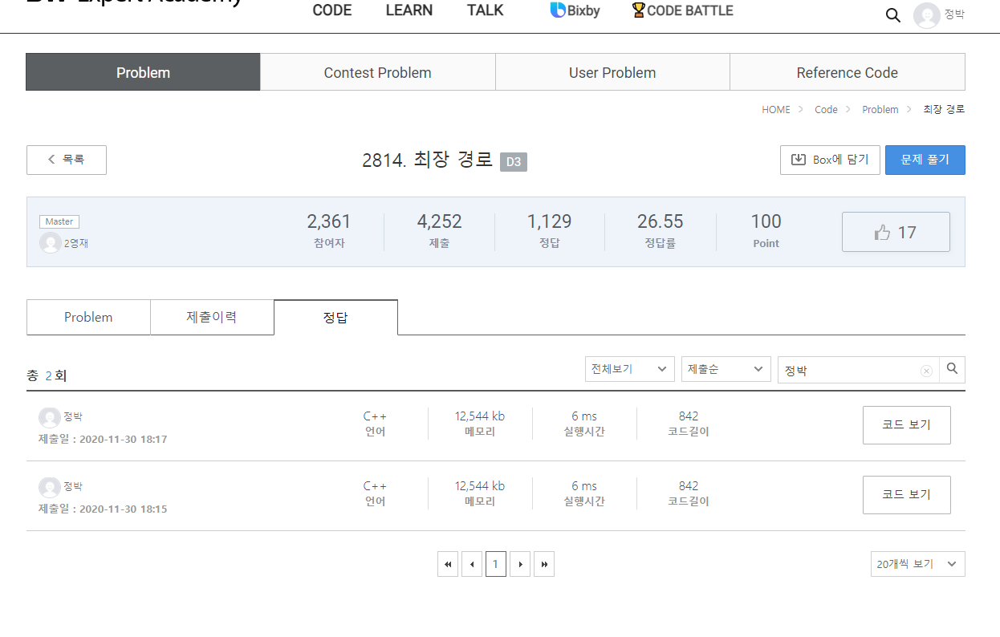 Expert Academy
CODE LEARN TALK Bixby CODE BATTLE 정박
Problem Contest Problem User Problem Reference Code
HOME > Code > Problem > 최장 경로
목록 2814. 최장 경로 D3 Box에 담기 문제 풀기
Master 2,361 4,252 1,129 26.55 100 17
2영재 참여자 제출 정답 정답률 Point
Problem 제출이력 정답
총 2회 전체보기 제출순 정박
정박 C++ 12,544 kb 6 ms 842 코드 보기
제출일 : 2020-11-30 18:17 언어 메모리 실행시간 코드길이
정박 C++ 12,544 kb 6 ms 842 코드 보기
제출일 : 2020-11-30 18:15 언어 메모리 실행시간 코드길이
1 20개씩 보기